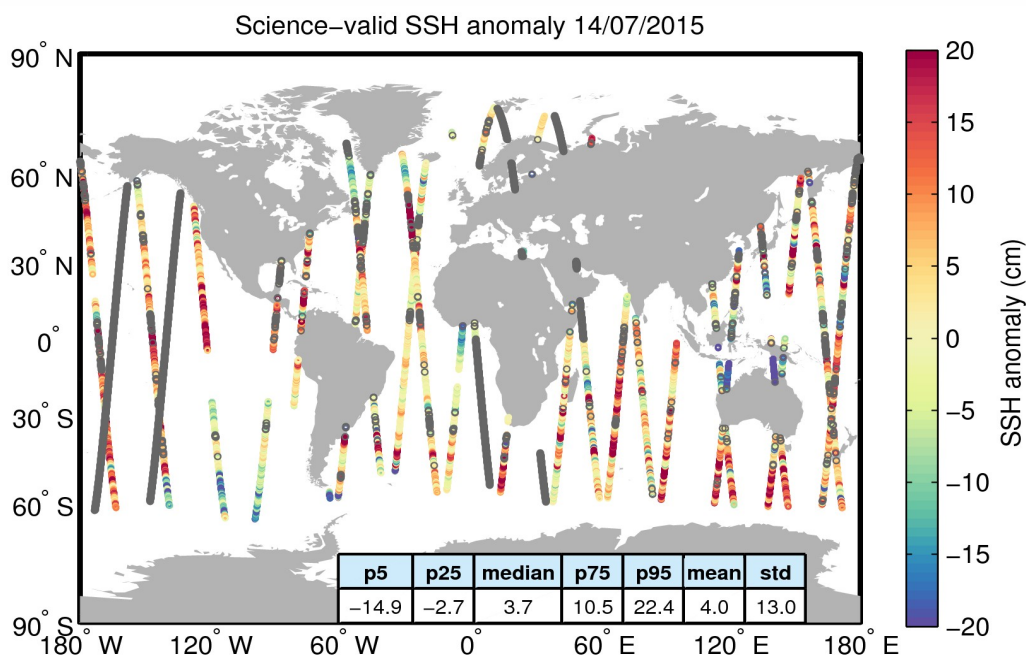 Science−valid SSH anomaly 14/07/2015
90° N
60° N
30° N
0°
30° S
60° S
90° S
180° W
120° W
60° W
0°
60° E
120° E
180° E
p5 p25 median p75 p95 mean std
−14.9 −2.7 3.7 10.5 22.4 4.0 13.0
20
15
10
5
0
−5
−10
−15
−20
SSH anomaly (cm)